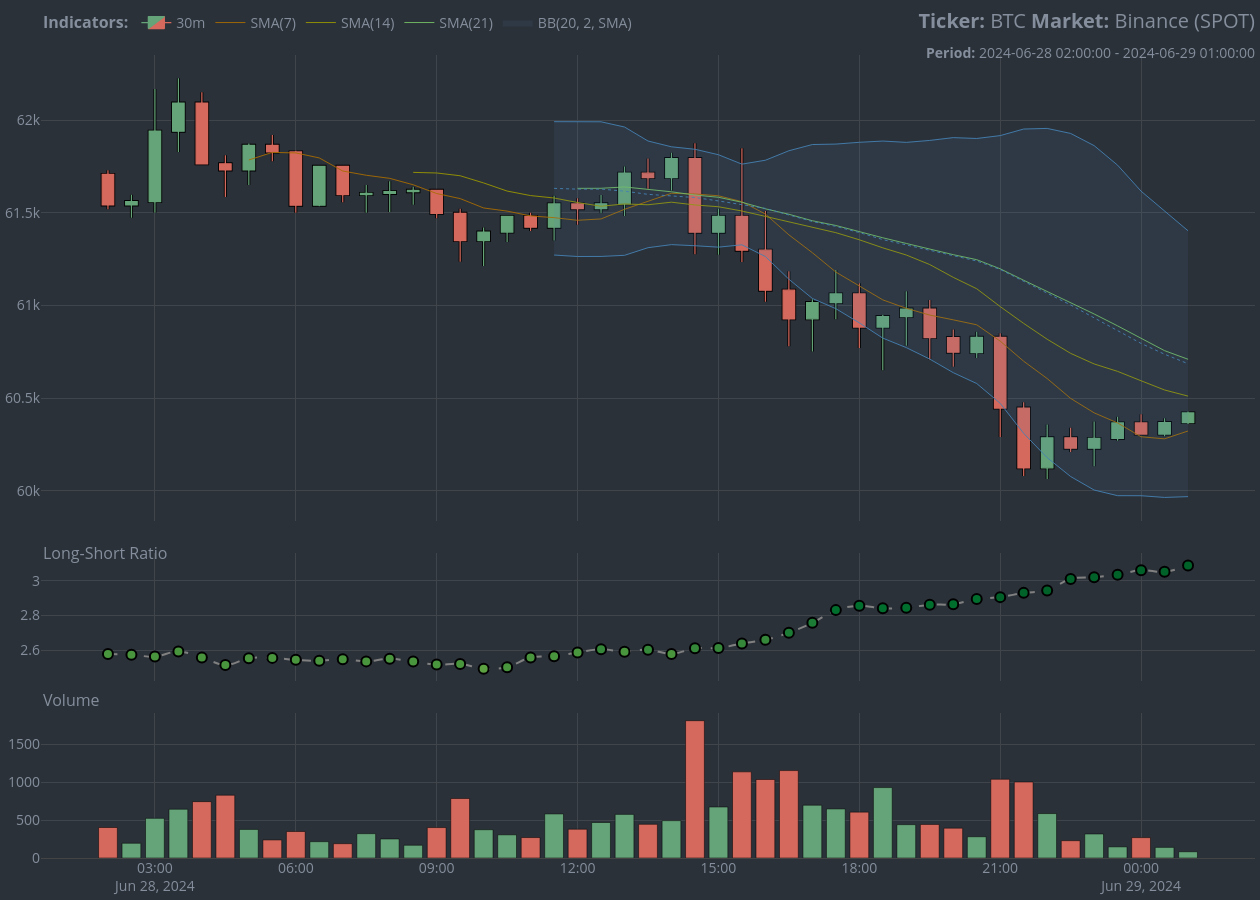 Indicators: 30m SMA(7) SMA(14) SMA(21) BB(20, 2, SMA)
Ticker: BTC Market: Binance (SPOT)
Period: 2024-06-28 02:00:00 - 2024-06-29 01:00:00
62k
61.5k
61k
60.5k
60k
Long-Short Ratio
3
2.8
2.6
Volume
1500
1000
500
0
03:00 06:00 09:00 12:00 15:00 18:00 21:00 00:00
Jun 28, 2024 Jun 29, 2024